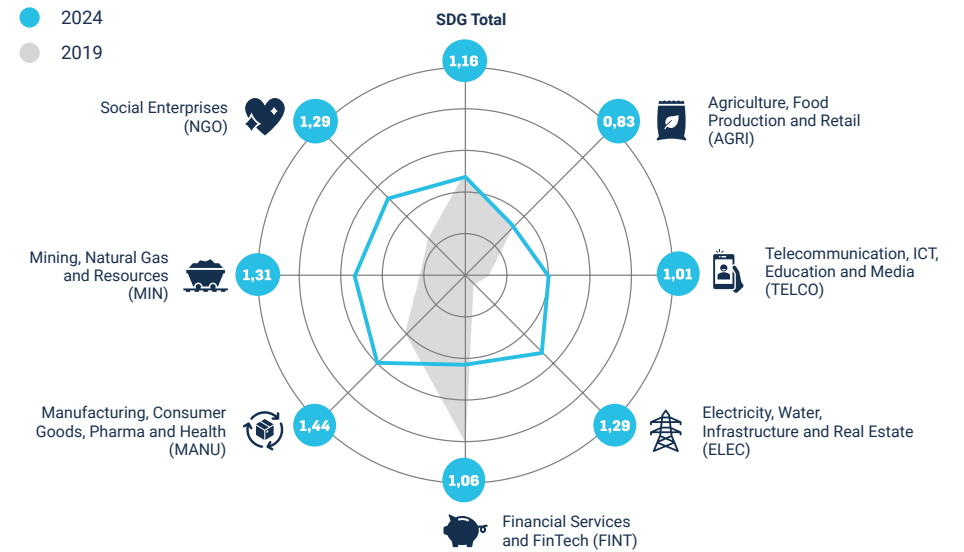 2024
2019
SDG Total
1,16
Social Enterprises
(NGO)
1,29
0,83
Agriculture, Food
Production and Retail
(AGRI)
Mining, Natural Gas
and Resources
(MIN)
1,31
1,01
Telecommunication, ICT,
Education and Media
(TELCO)
Manufacturing, Consumer
Goods, Pharma and Health
(MANU)
1,44
1,29
Electricity, Water,
Infrastructure and Real Estate
(ELEC)
1,06
Financial Services
and FinTech (FINT)